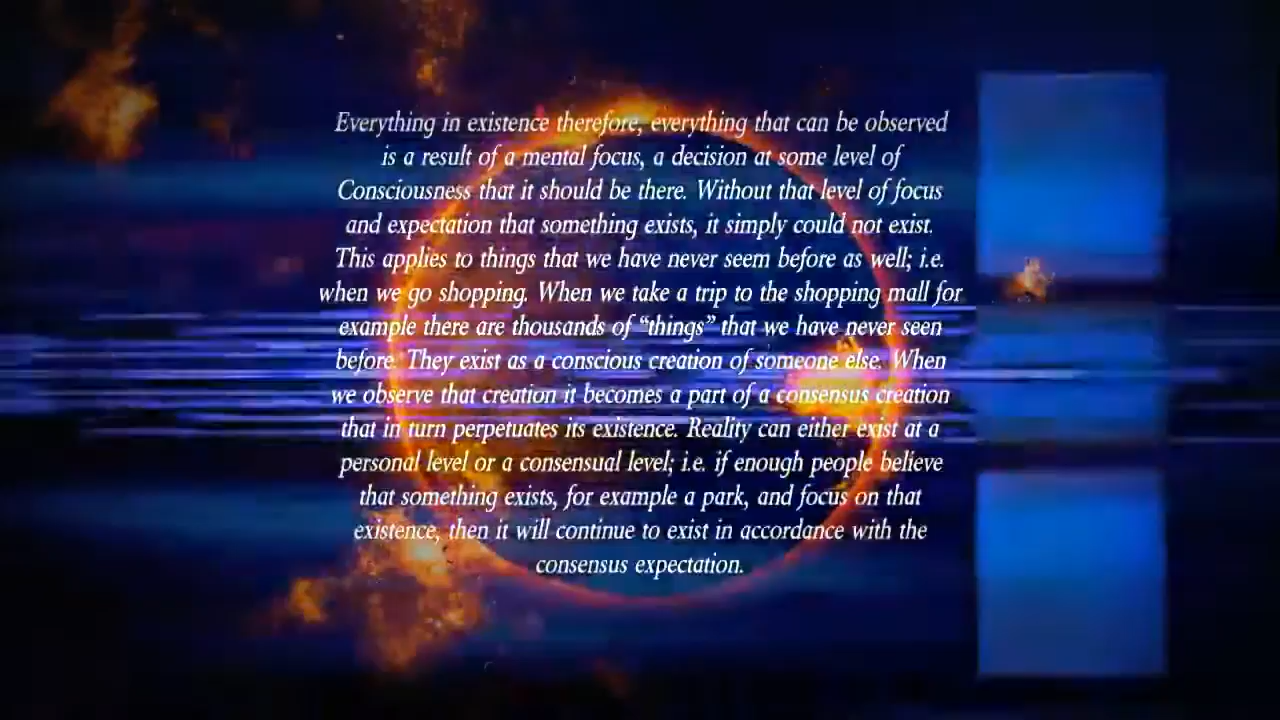 Everything in existence therefore, everything that can be observed
is a result of a mental focus, a decision at some level of
Consciousness that it should be there. Without that level of focus
and expectation that something exists, it simply could not exist.
This applies to things that we have never seem before as well; i.e.
when we go shopping. When we take a trip to the shopping mall for
example there are thousands of “things” that we have never seen
before. They exist as a conscious creation of someone else. When
we observe that creation it becomes a part of a consensus creation
that in turn perpetuates its existence. Reality can either exist at a
personal level or a consensual level; i.e. if enough people believe
that something exists, for example a park, and focus on that
existence, then it will continue to exist in accordance with the
consensus expectation.